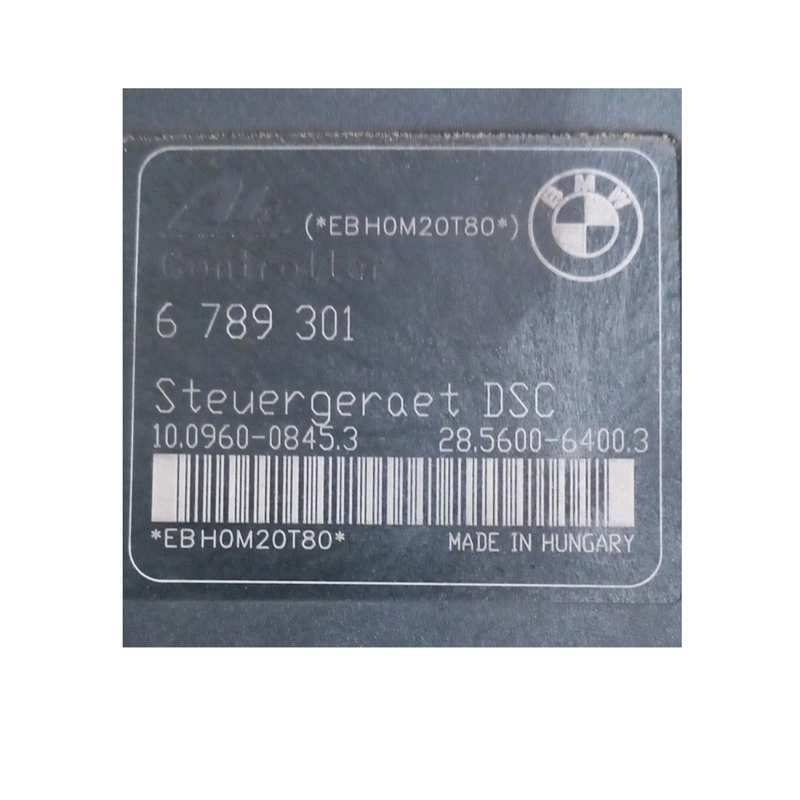 Ate
(*EBH0M20T80*)
BMW
Controller
6 789 301
Steuergeraet DSC
10.0960-0845.3 28.5600-6400.3
*EBH0M20T80* MADE IN HUNGARY